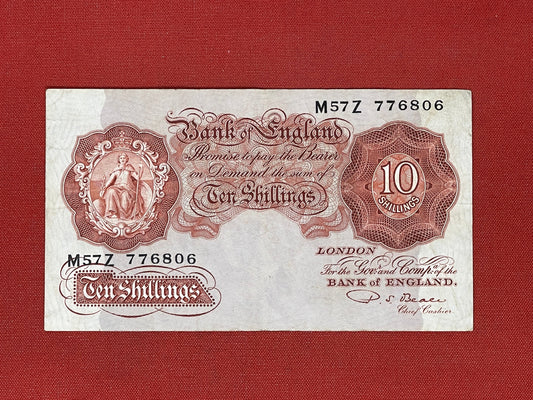 M57Z 776806
Bank of England
Promise to pay the Bearer
on Demand the sum of
Ten Shillings
10
SHILLINGS
M57Z 776806
Ten Shillings
LONDON
For the Govr. and Compa. of the
BANK OF ENGLAND.
P. S. Beale
Chief Cashier.